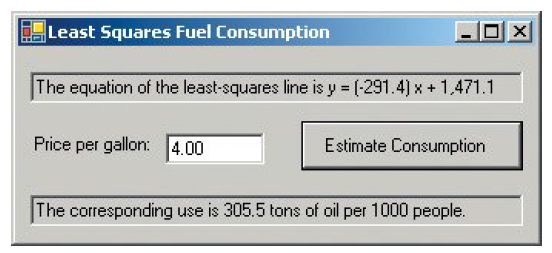 Least Squares Fuel Consumption
The equation of the least-squares line is y = (-291.4) x + 1,471.1
Price per gallon: 4.00 Estimate Consumption
The corresponding use is 305.5 tons of oil per 1000 people.